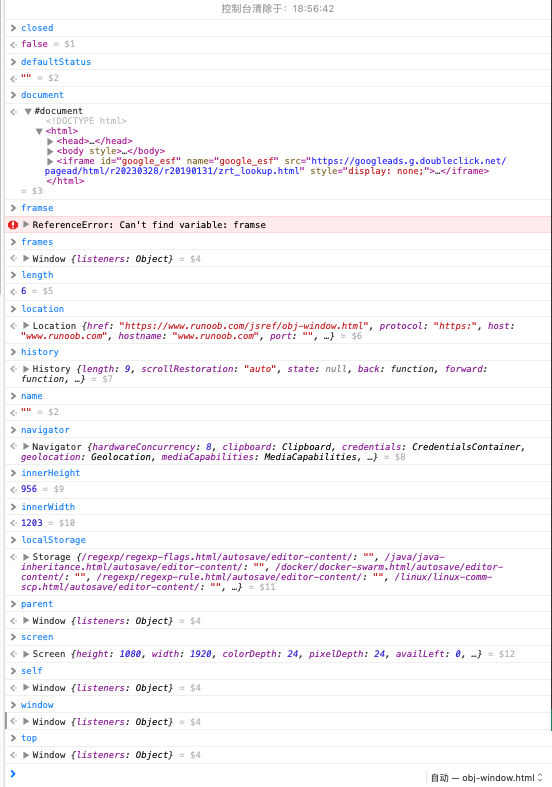 控制台清除于：18:56:42
closed
false = $1
defaultStatus
"" = $2
document
#document
<!DOCTYPE html>
<html>
<head>…</head>
<body style>…</body>
<iframe id="google_esf" name="google_esf" src="https://googleads.g.doubleclick.net/
pagead/html/r20230328/r20190131/zrt_lookup.html" style="display: none;">…</iframe>
</html>
= $3
framse
ReferenceError: Can't find variable: framse
frames
Window {listeners: Object} = $4
length
6 = $5
location
Location {href: "https://www.runoob.com/jsref/obj-window.html", protocol: "https:", host:
"www.runoob.com", hostname: "www.runoob.com", port: "", …} = $6
history
History {length: 9, scrollRestoration: "auto", state: null, back: function, forward:
function, …} = $7
name
"" = $2
navigator
Navigator {hardwareConcurrency: 8, clipboard: Clipboard, credentials: CredentialsContainer,
geolocation: Geolocation, mediaCapabilities: MediaCapabilities, …} = $8
innerHeight
956 = $9
innerWidth
1203 = $10
localStorage
Storage {/regexp/regexp-flags.html/autosave/editor-content/: "", /java/java-
inheritance.html/autosave/editor-content/: "", /docker/docker-swarm.html/autosave/editor-
content/: "", /regexp/regexp-rule.html/autosave/editor-content/: "", /linux/linux-comm-
scp.html/autosave/editor-content/: "", …} = $11
parent
Window {listeners: Object} = $4
screen
Screen {height: 1080, width: 1920, colorDepth: 24, pixelDepth: 24, availLeft: 0, …} = $12
self
Window {listeners: Object} = $4
window
Window {listeners: Object} = $4
top
Window {listeners: Object} = $4
自动 — obj-window.html